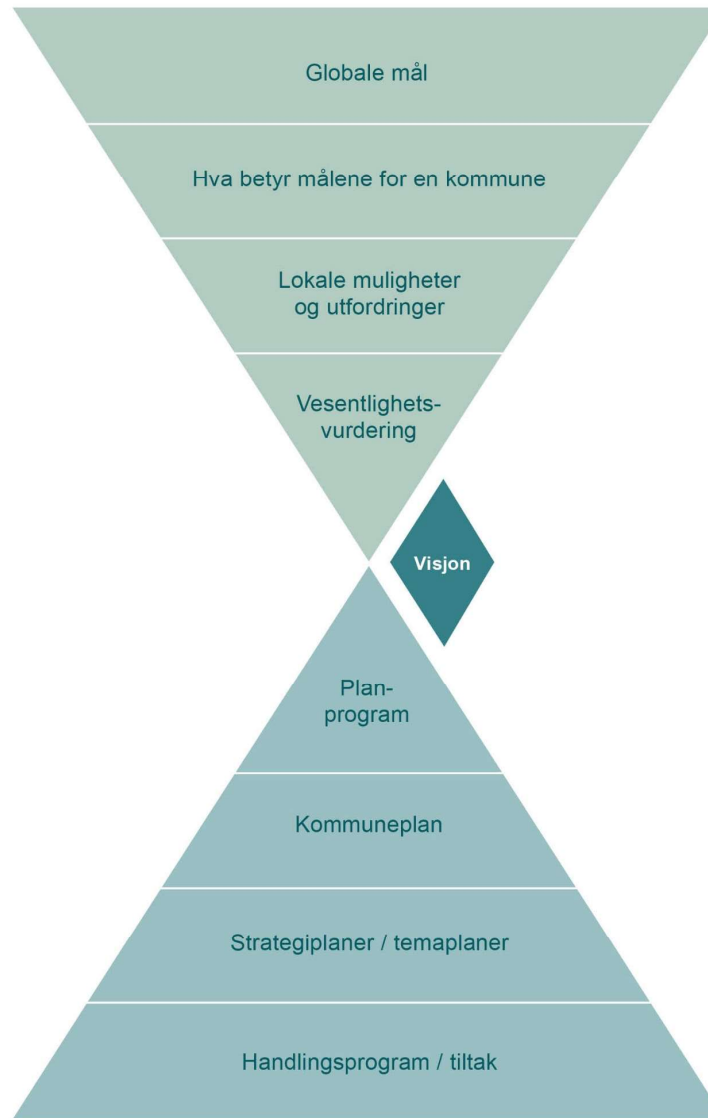 Globale mål
Hva betyr målene for en kommune
Lokale muligheter
og utfordringer
Vesentlighets-
vurdering
Visjon
Plan-
program
Kommuneplan
Strategiplaner / temaplaner
Handlingsprogram / tiltak